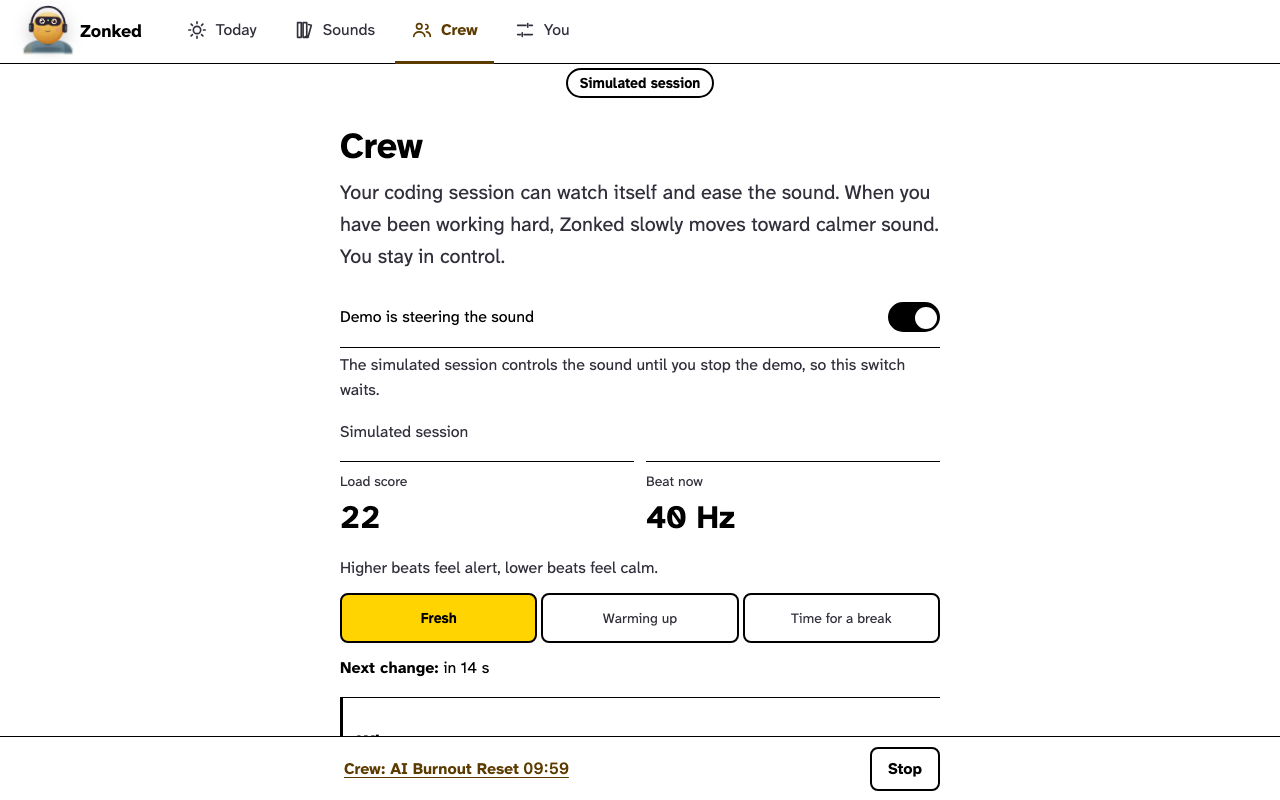 Zonked
Today
Sounds
Crew
You
Simulated session
Crew
Your coding session can watch itself and ease the sound. When you
have been working hard, Zonked slowly moves toward calmer sound.
You stay in control.
Demo is steering the sound
The simulated session controls the sound until you stop the demo, so this switch
waits.
Simulated session
Load score
Beat now
22
40 Hz
Higher beats feel alert, lower beats feel calm.
Fresh
Warming up
Time for a break
Next change: in 14 s
Crew: AI Burnout Reset 09:59
Stop